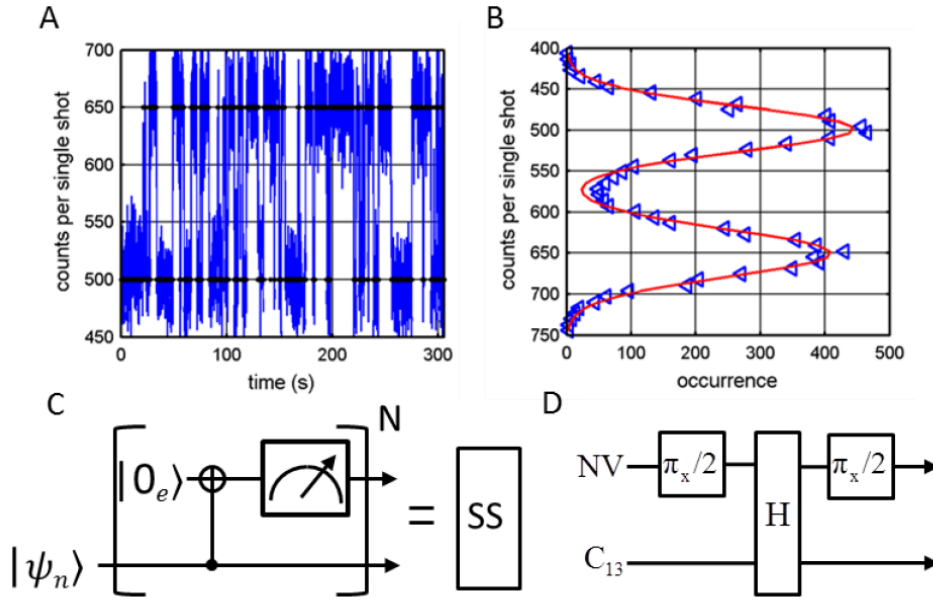 A
B
counts per single shot
700
650
600
550
500
450
0
100
200
300
time (s)
counts per single shot
400
450
500
550
600
650
700
750
0
100
200
300
400
500
occurrence
C
D
N
|0e⟩
=
SS
|ψn⟩
NV
πx/2
H
πx/2
C13